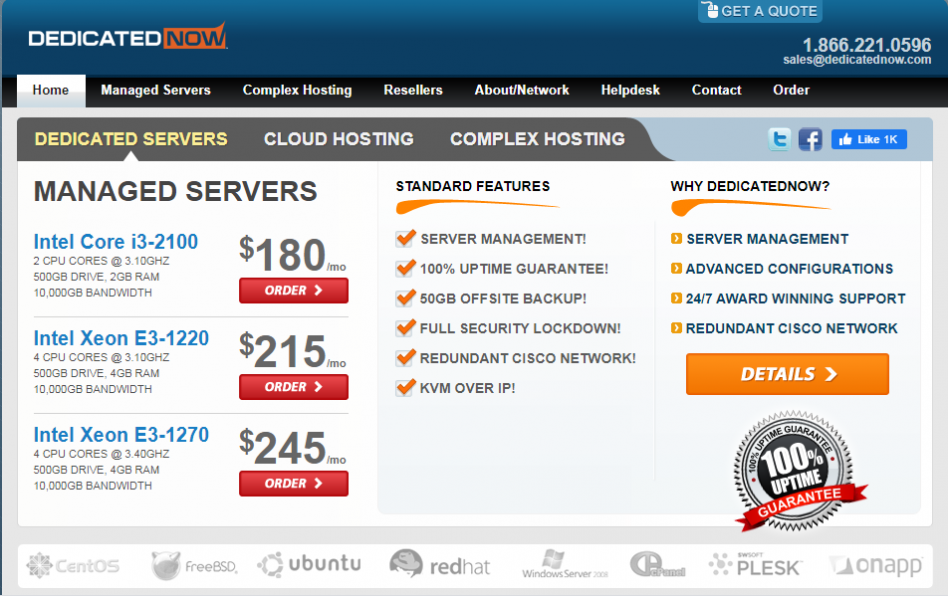 GET A QUOTE
DEDICATEDNOW
1.866.221.0596
sales@dedicatednow.com
Home Managed Servers Complex Hosting Resellers About/Network Helpdesk Contact Order
DEDICATED SERVERS CLOUD HOSTING COMPLEX HOSTING
Like 1K
MANAGED SERVERS
Intel Core i3-2100
2 CPU CORES @ 3.10GHZ
500GB DRIVE, 2GB RAM
10,000GB BANDWIDTH
$180/mo
ORDER
Intel Xeon E3-1220
4 CPU CORES @ 3.10GHZ
500GB DRIVE, 4GB RAM
10,000GB BANDWIDTH
$215/mo
ORDER
Intel Xeon E3-1270
4 CPU CORES @ 3.40GHZ
500GB DRIVE, 4GB RAM
10,000GB BANDWIDTH
$245/mo
ORDER
STANDARD FEATURES
SERVER MANAGEMENT!
100% UPTIME GUARANTEE!
50GB OFFSITE BACKUP!
FULL SECURITY LOCKDOWN!
REDUNDANT CISCO NETWORK!
KVM OVER IP!
WHY DEDICATEDNOW?
SERVER MANAGEMENT
ADVANCED CONFIGURATIONS
24/7 AWARD WINNING SUPPORT
REDUNDANT CISCO NETWORK
DETAILS
100% UPTIME GUARANTEE
100%
UPTIME
GUARANTEE
CentOS FreeBSD ubuntu redhat Windows Server 2008 cPanel SWSOFT PLESK onapp